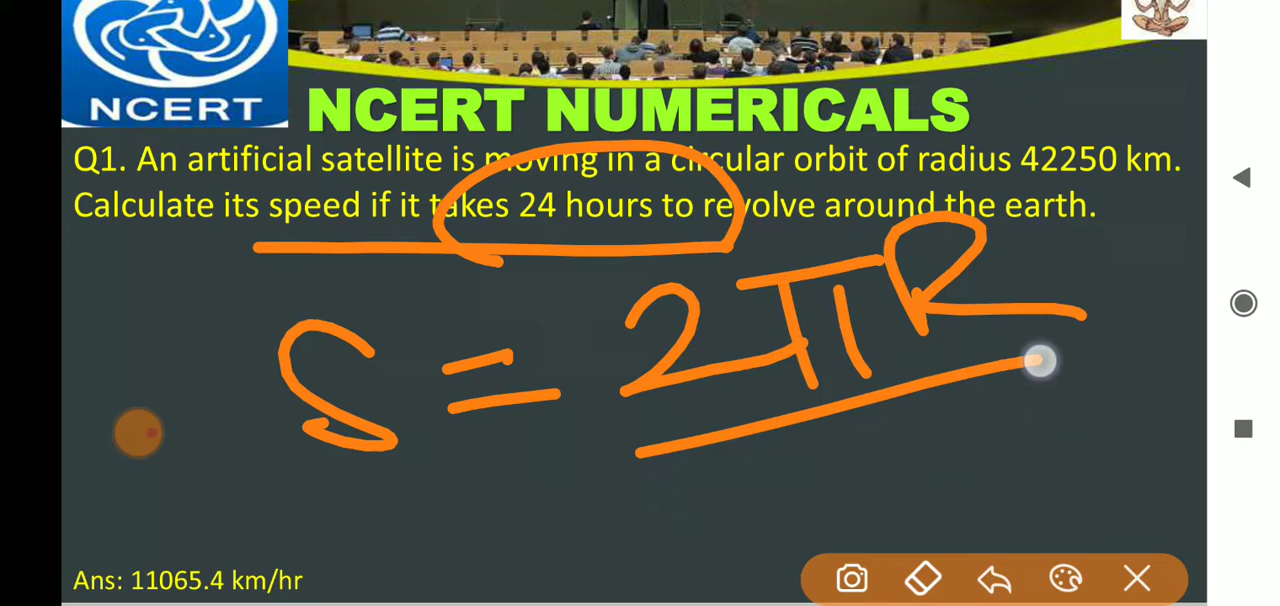 NCERT
NCERT NUMERICALS
Q1. An artificial satellite is moving in a circular orbit of radius 42250 km.
Calculate its speed if it takes 24 hours to revolve around the earth.
S = 2πR
Ans: 11065.4 km/hr